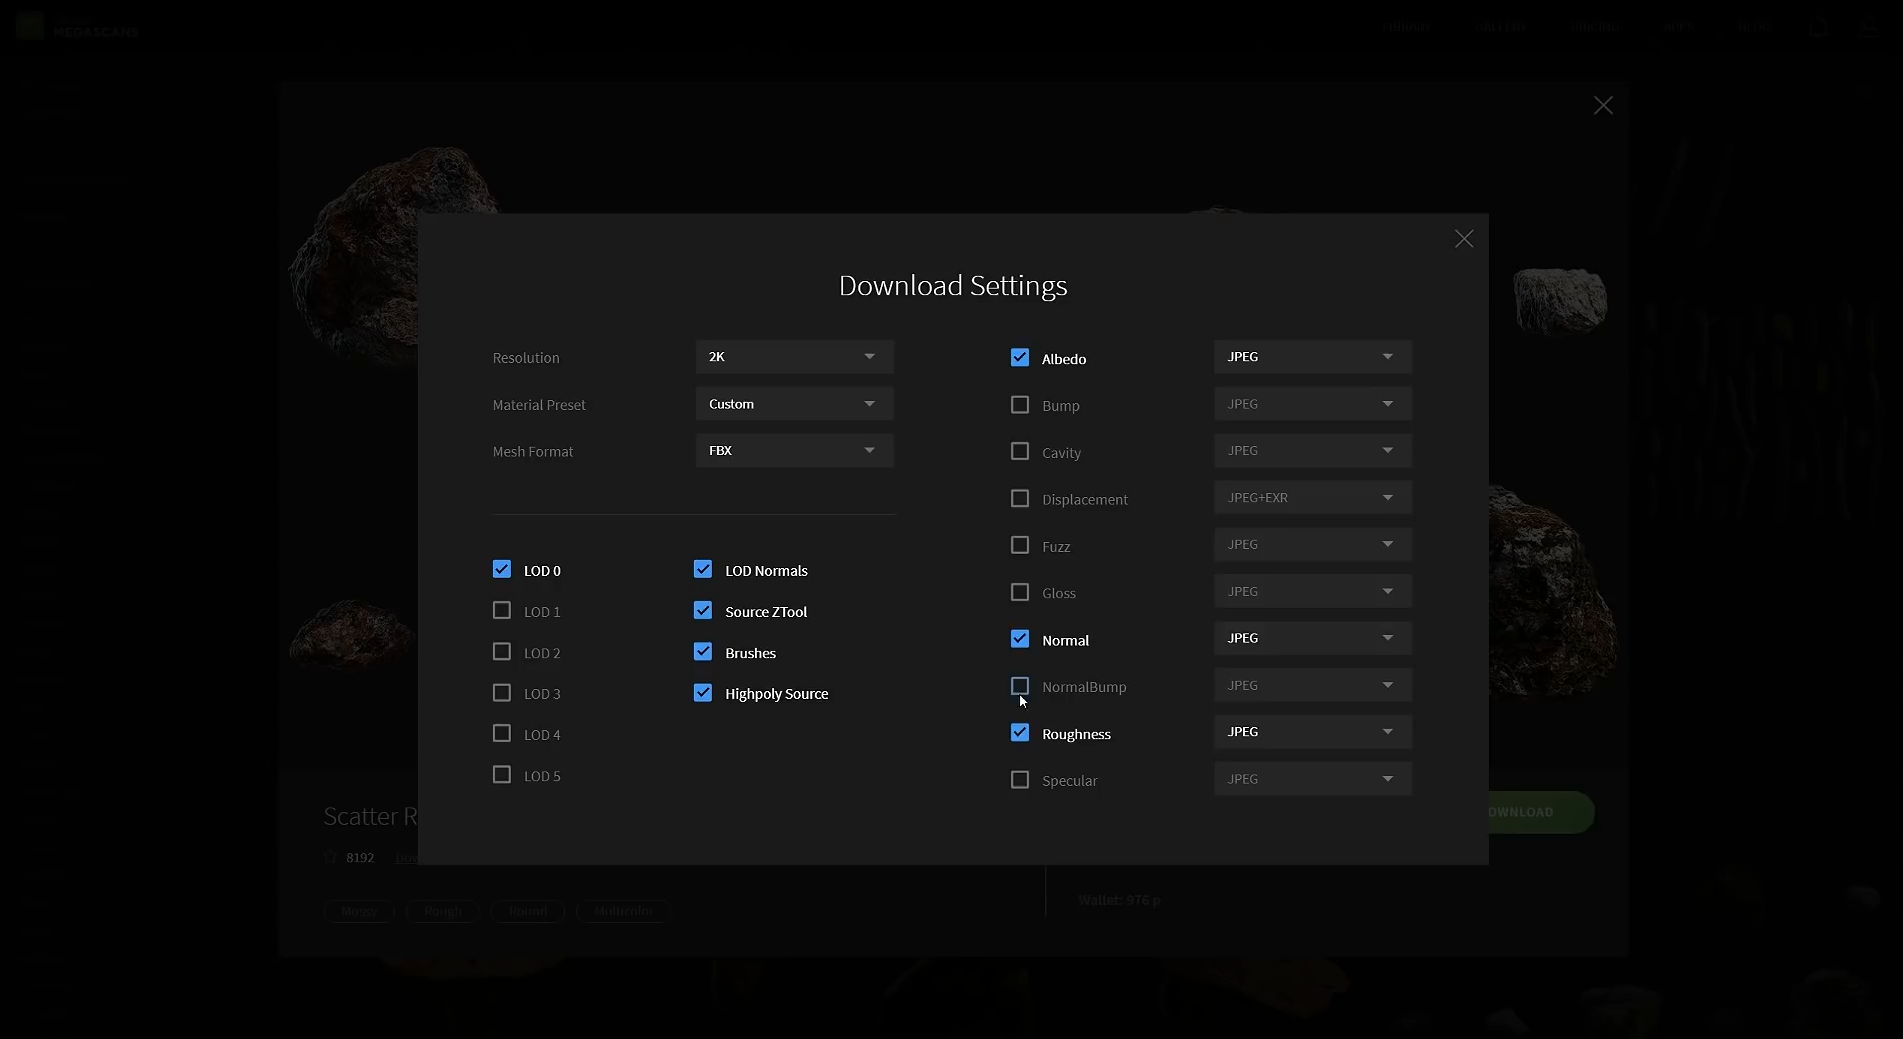 MEGASCANS
Download Settings
Resolution 2K
Material Preset Custom
Mesh Format FBX
LOD 0 LOD Normals
LOD 1 Source ZTool
LOD 2 Brushes
LOD 3 Highpoly Source
LOD 4
LOD 5
Albedo JPEG
Bump JPEG
Cavity JPEG
Displacement JPEG+EXR
Fuzz JPEG
Gloss JPEG
Normal JPEG
NormalBump JPEG
Roughness JPEG
Specular JPEG
Scatter R
OWNLOAD
8192
Wallet: 976 p
Mossy Rough Round Multicolor